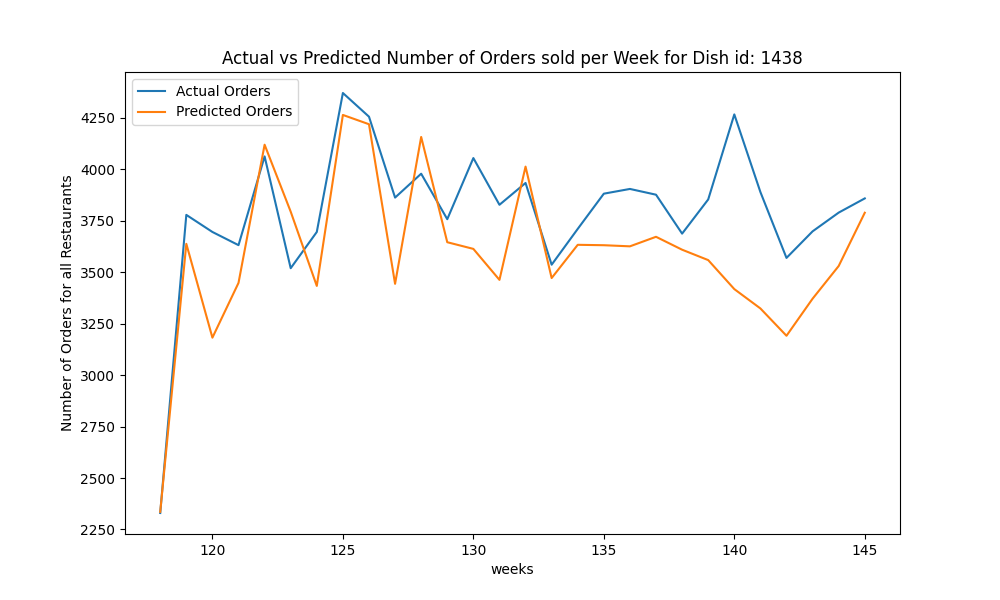 Actual vs Predicted Number of Orders sold per Week for Dish id: 1438
Actual Orders
Predicted Orders
Number of Orders for all Restaurants
4250
4000
3750
3500
3250
3000
2750
2500
2250
120 125 130 135 140 145
weeks